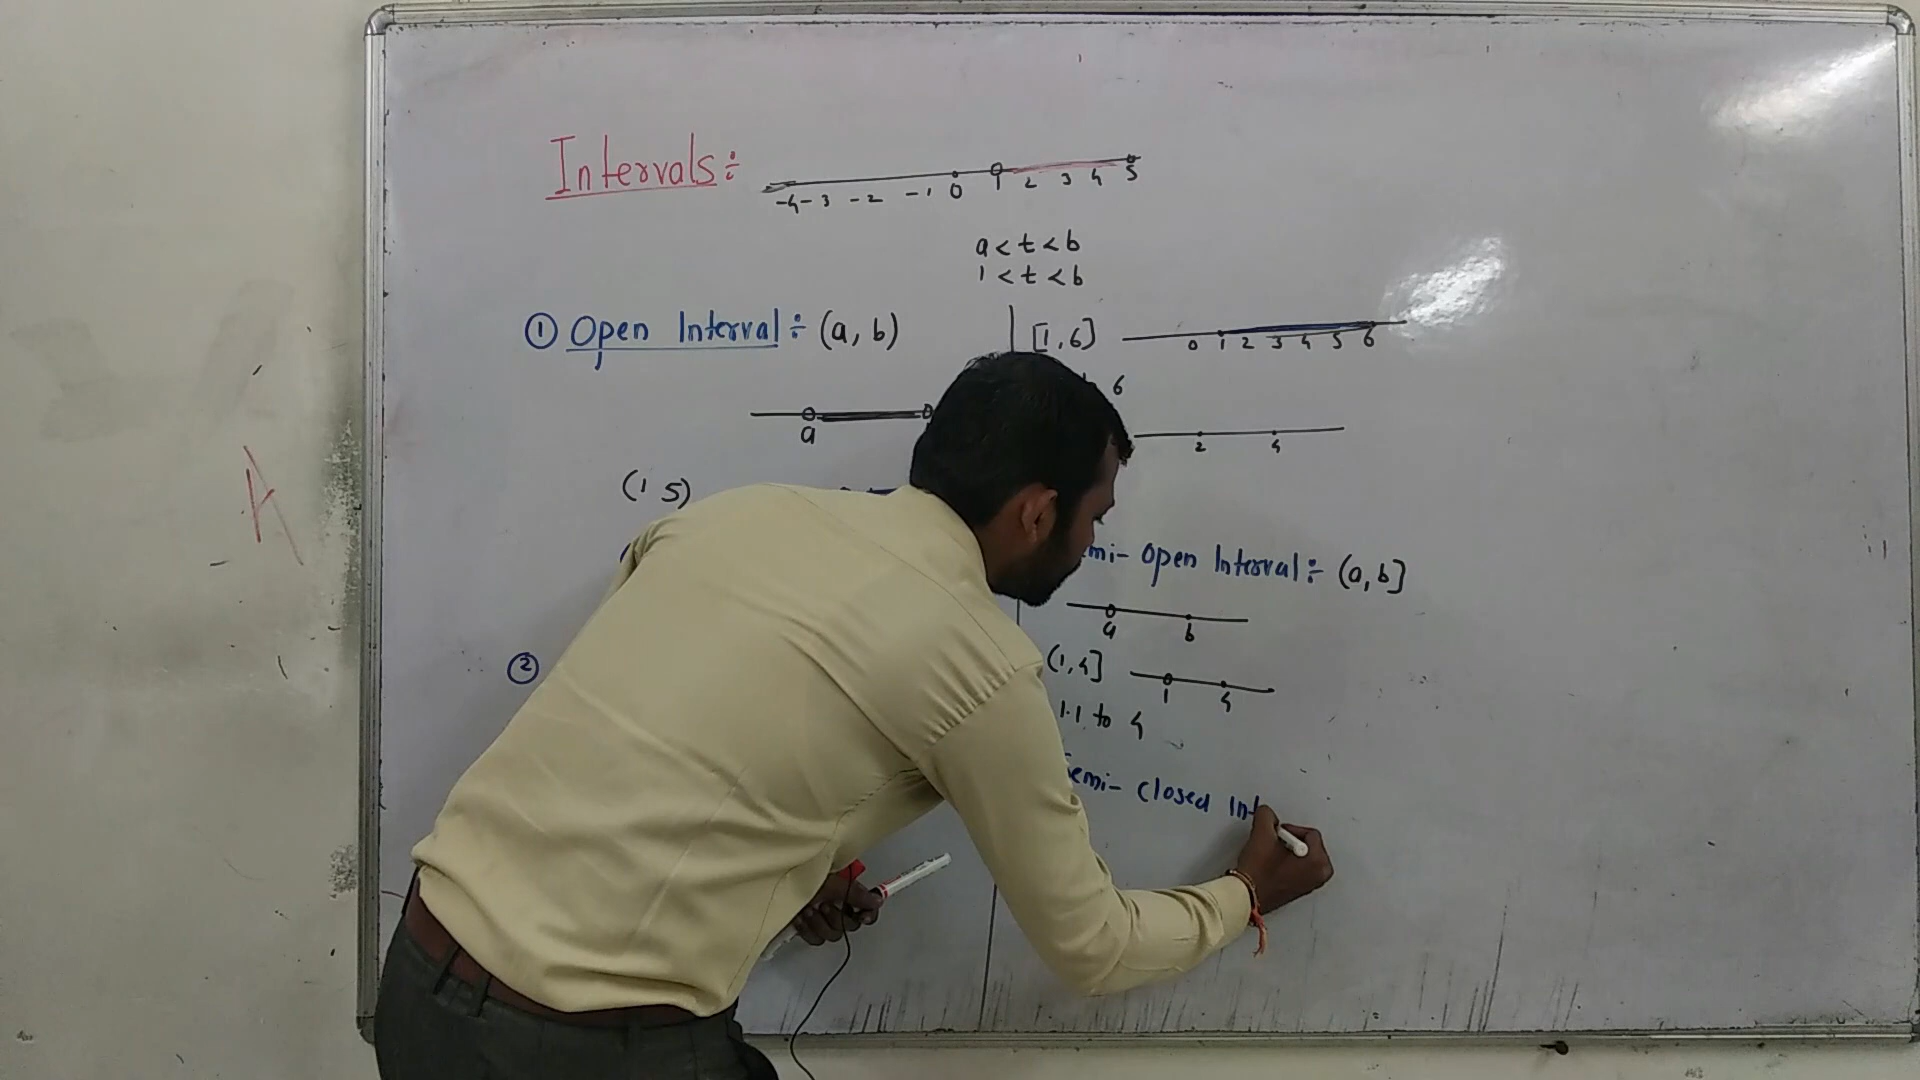 Intervals:
-4 -3 -2 -1 0 1 2 3 4 5
a < t < b
1 < t < b
① Open Interval : (a, b)
a
(1 5)
②
[1, 6]
0 1 2 3 4 5 6
6
2 4
Open Interval : (a, b]
a b
(1, 4]
1 4
1.1 to 4
Semi- Closed Int
A